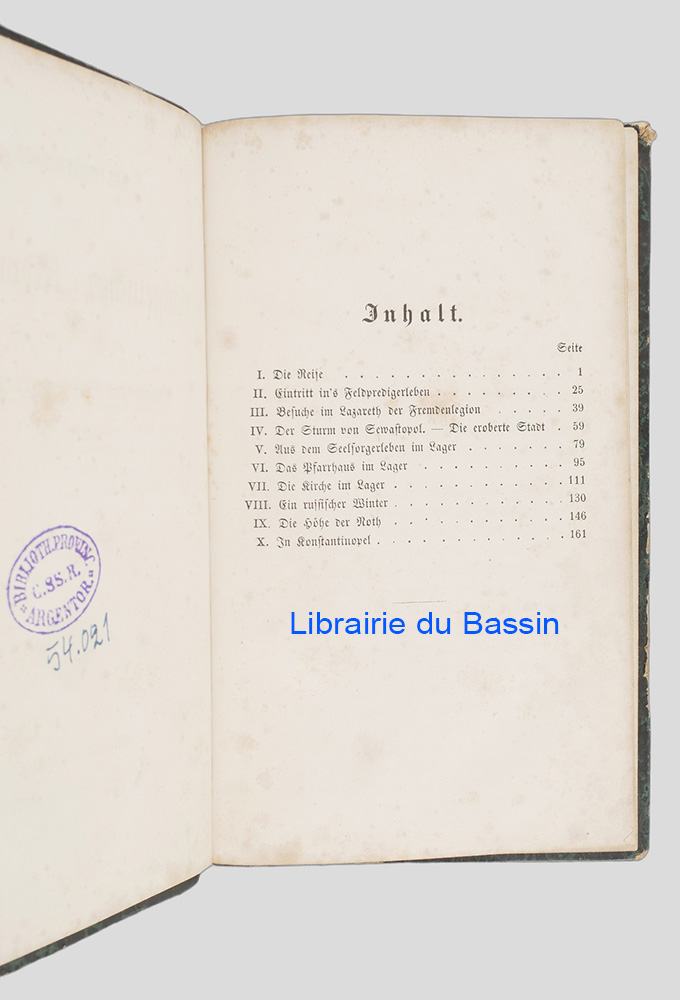 BIBLIOTH. PROVINC.
C.SS.R.
ARGENTOR.
54.021
Inhalt.
Seite
I. Die Reise . . . . . . . . . . . . . . . 1
II. Eintritt in's Feldpredigerleben . . . . . . . . . 25
III. Besuche im Lazareth der Fremdenlegion . . . . . 39
IV. Der Sturm von Sewastopol. — Die eroberte Stadt . 59
V. Aus dem Seelsorgerleben im Lager . . . . . . . 79
VI. Das Pfarrhaus im Lager . . . . . . . . . . 95
VII. Die Kirche im Lager . . . . . . . . . . . . 111
VIII. Ein russischer Winter . . . . . . . . . . . . 130
IX. Die Höhe der Noth . . . . . . . . . . . . 146
X. In Konstantinopel . . . . . . . . . . . . . 161
Librairie du Bassin